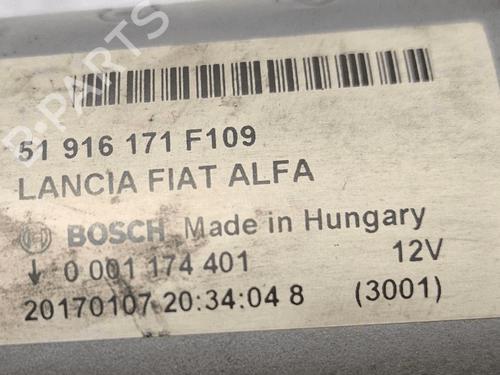 B-PARTS
51 916 171 F109
LANCIA FIAT ALFA
BOSCH Made in Hungary
0 001 174 401 12V
20170107 20:34:04 8 (3001)